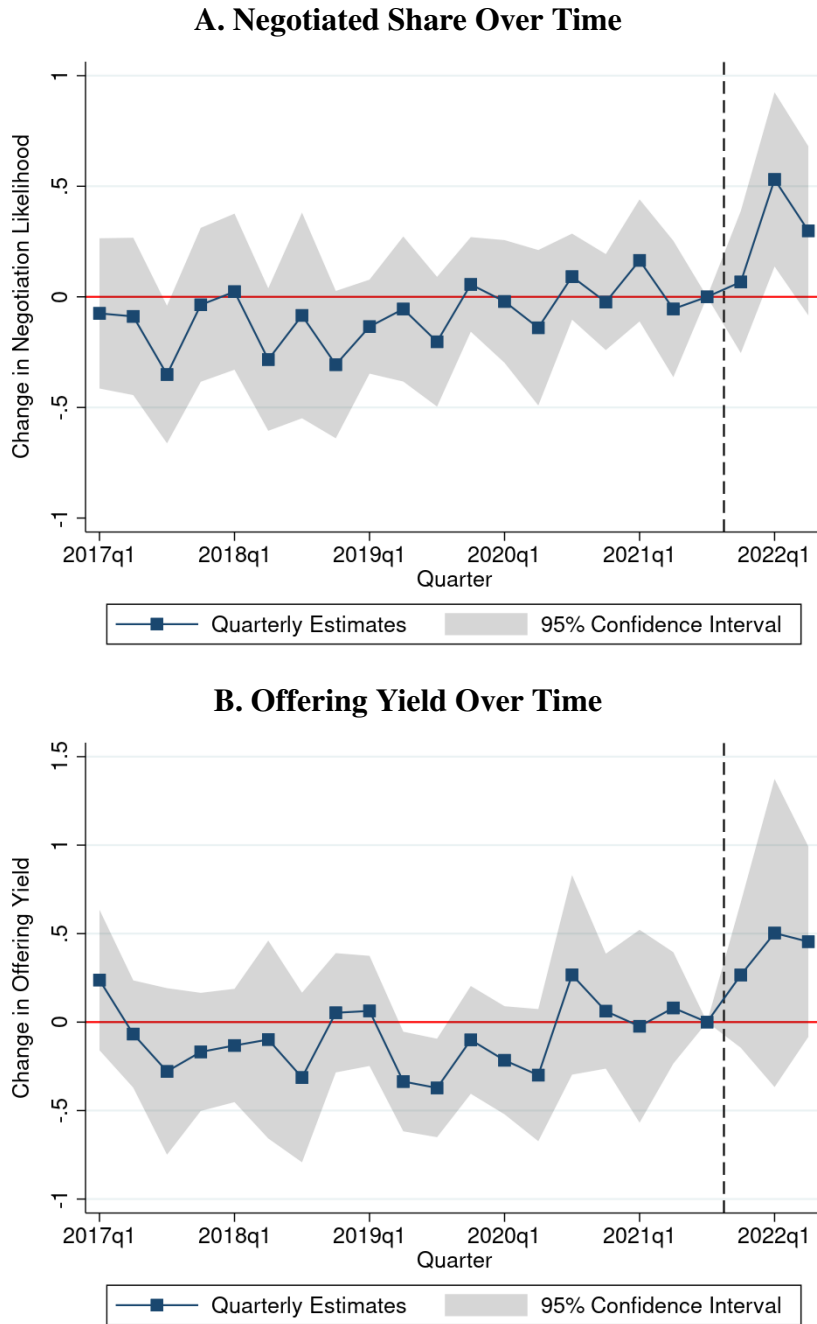 A. Negotiated Share Over Time
Change in Negotiation Likelihood
1
.5
0
-.5
-1
2017q1 2018q1 2019q1 2020q1 2021q1 2022q1
Quarter
Quarterly Estimates 95% Confidence Interval
B. Offering Yield Over Time
Change in Offering Yield
1.5
1
.5
0
-.5
-1
2017q1 2018q1 2019q1 2020q1 2021q1 2022q1
Quarter
Quarterly Estimates 95% Confidence Interval